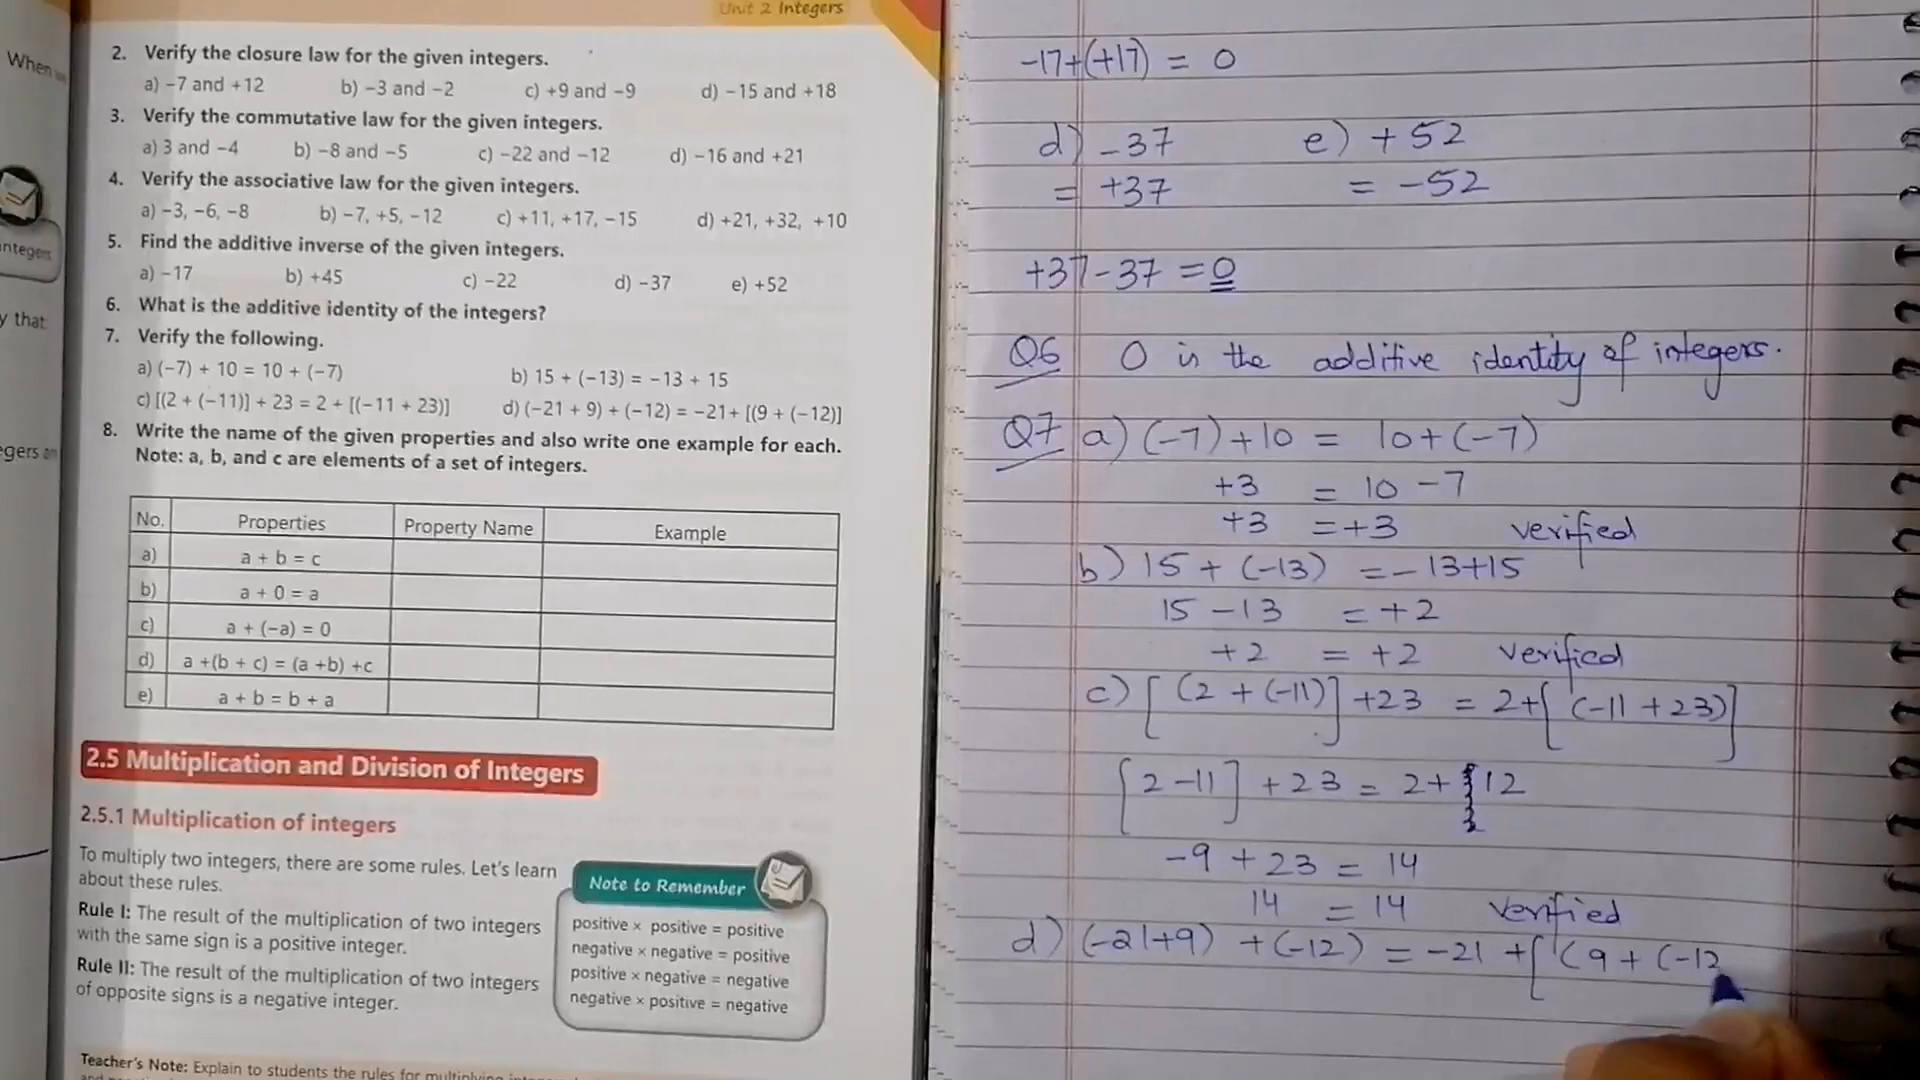 Unit 2 Integers
2. Verify the closure law for the given integers.
a) -7 and +12 b) -3 and -2 c) +9 and -9 d) -15 and +18
3. Verify the commutative law for the given integers.
a) 3 and -4 b) -8 and -5 c) -22 and -12 d) -16 and +21
4. Verify the associative law for the given integers.
a) -3, -6, -8 b) -7, +5, -12 c) +11, +17, -15 d) +21, +32, +10
5. Find the additive inverse of the given integers.
a) -17 b) +45 c) -22 d) -37 e) +52
6. What is the additive identity of the integers?
7. Verify the following.
a) (-7) + 10 = 10 + (-7) b) 15 + (-13) = -13 + 15
c) [(2 + (-11)] + 23 = 2 + [(-11 + 23)] d) (-21 + 9) + (-12) = -21+ [(9 + (-12)]
8. Write the name of the given properties and also write one example for each.
Note: a, b, and c are elements of a set of integers.
No. Properties Property Name Example
a) a + b = c
b) a + 0 = a
c) a + (-a) = 0
d) a +(b + c) = (a +b) +c
e) a + b = b + a
2.5 Multiplication and Division of Integers
2.5.1 Multiplication of integers
To multiply two integers, there are some rules. Let's learn
about these rules.
Rule I: The result of the multiplication of two integers
with the same sign is a positive integer.
Rule II: The result of the multiplication of two integers
of opposite signs is a negative integer.
Note to Remember
positive × positive = positive
negative × negative = positive
positive × negative = negative
negative × positive = negative
Teacher's Note: Explain to students the rules for multiplying
When
integers
y that
gers
-17+(+17) = 0
d) -37 e) +52
= +37 = -52
+37-37 = 0
Q6 0 is the additive identity of integers.
Q7 a) (-7)+10 = 10+(-7)
+3 = 10 -7
+3 = +3 verified
b) 15 + (-13) = -13+15
15 -13 = +2
+2 = +2 verified
c) [(2 + (-11)] +23 = 2+[(-11 +23)]
[2 -11] +23 = 2+ 12
-9 +23 = 14
14 = 14 Verified
d) (-21+9) +(-12) = -21 +[(9 + (-12